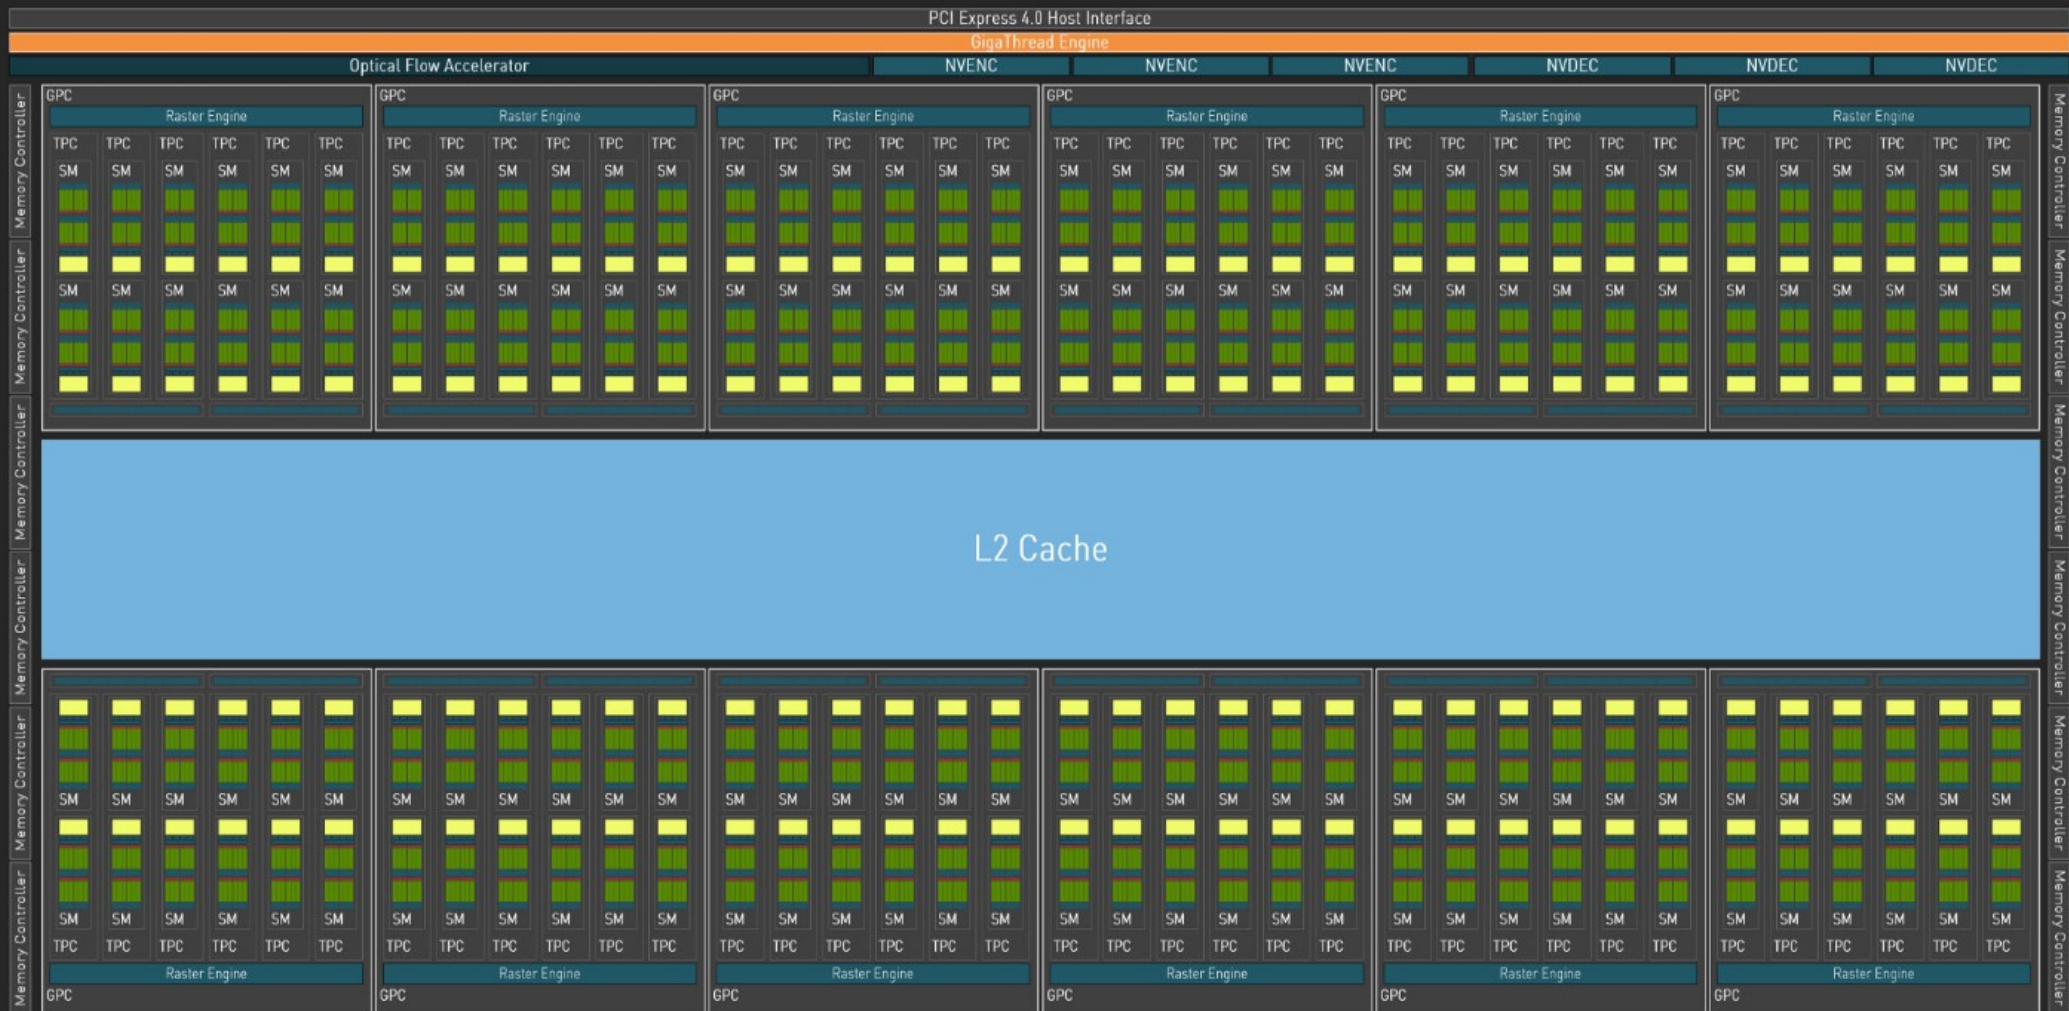 PCI Express 4.0 Host Interface
GigaThread Engine
Optical Flow Accelerator NVENC NVENC NVENC NVDEC NVDEC NVDEC
GPC GPC GPC GPC GPC GPC
Raster Engine Raster Engine Raster Engine Raster Engine Raster Engine Raster Engine
TPC TPC TPC TPC TPC TPC TPC TPC TPC TPC TPC TPC TPC TPC TPC TPC TPC TPC TPC TPC TPC TPC TPC TPC TPC TPC TPC TPC TPC TPC TPC TPC TPC TPC TPC TPC
SM SM SM SM SM SM SM SM SM SM SM SM SM SM SM SM SM SM SM SM SM SM SM SM SM SM SM SM SM SM SM SM SM SM SM SM
SM SM SM SM SM SM SM SM SM SM SM SM SM SM SM SM SM SM SM SM SM SM SM SM SM SM SM SM SM SM SM SM SM SM SM SM
L2 Cache
SM SM SM SM SM SM SM SM SM SM SM SM SM SM SM SM SM SM SM SM SM SM SM SM SM SM SM SM SM SM SM SM SM SM SM SM
SM SM SM SM SM SM SM SM SM SM SM SM SM SM SM SM SM SM SM SM SM SM SM SM SM SM SM SM SM SM SM SM SM SM SM SM
TPC TPC TPC TPC TPC TPC TPC TPC TPC TPC TPC TPC TPC TPC TPC TPC TPC TPC TPC TPC TPC TPC TPC TPC TPC TPC TPC TPC TPC TPC TPC TPC TPC TPC TPC TPC
Raster Engine Raster Engine Raster Engine Raster Engine Raster Engine Raster Engine
GPC GPC GPC GPC GPC GPC
Memory Controller
Memory Controller
Memory Controller
Memory Controller
Memory Controller
Memory Controller
Memory Controller
Memory Controller
Memory Controller
Memory Controller
Memory Controller
Memory Controller